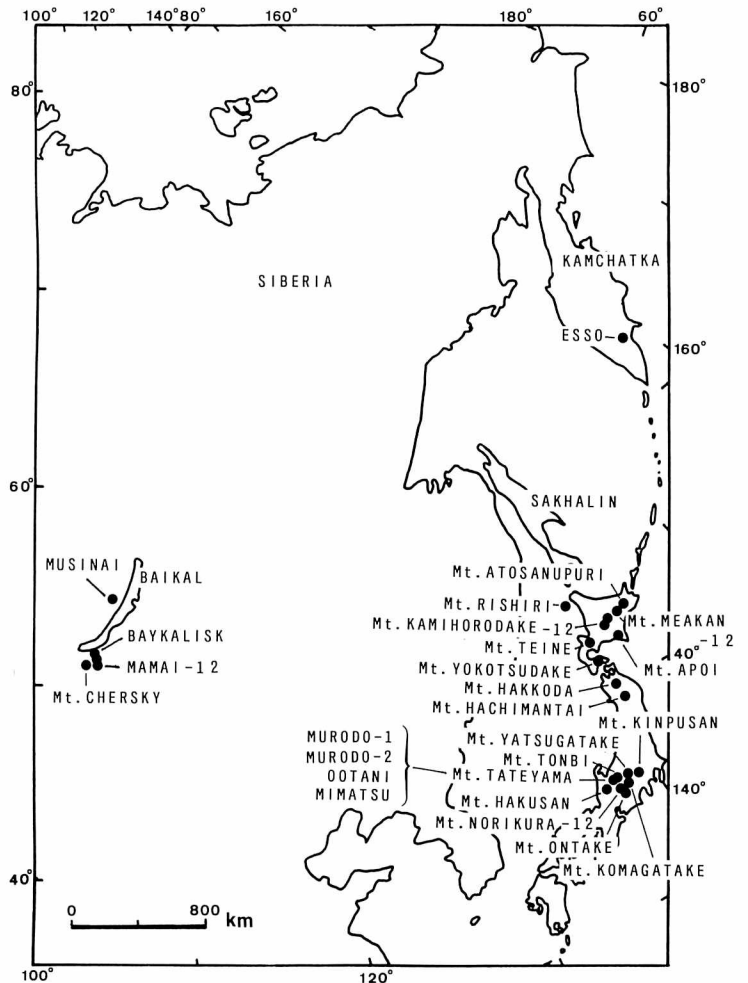 100° 120° 140° 80° 160° 180° 60°
80°
180°
KAMCHATKA
SIBERIA
ESSO
160°
60°
SAKHALIN
Mt. ATOSANUPURI
MUSINAI
BAIKAL
Mt. RISHIRI
Mt. MEAKAN
Mt. KAMIHORODAKE -12
BAYKALISK
Mt. TEINE
-12
MAMAI -12
40°
Mt. YOKOTSUDAKE
Mt. APOI
Mt. CHERSKY
Mt. HAKKODA
Mt. HACHIMANTAI
Mt. KINPUSAN
MURODO-1
Mt. YATSUGATAKE
MURODO-2
Mt. TONBI
OOTANI
Mt. TATEYAMA
MIMATSU
140°
Mt. HAKUSAN
Mt. NORIKURA -12
Mt. ONTAKE
Mt. KOMAGATAKE
40°
0 800 km
100° 120°